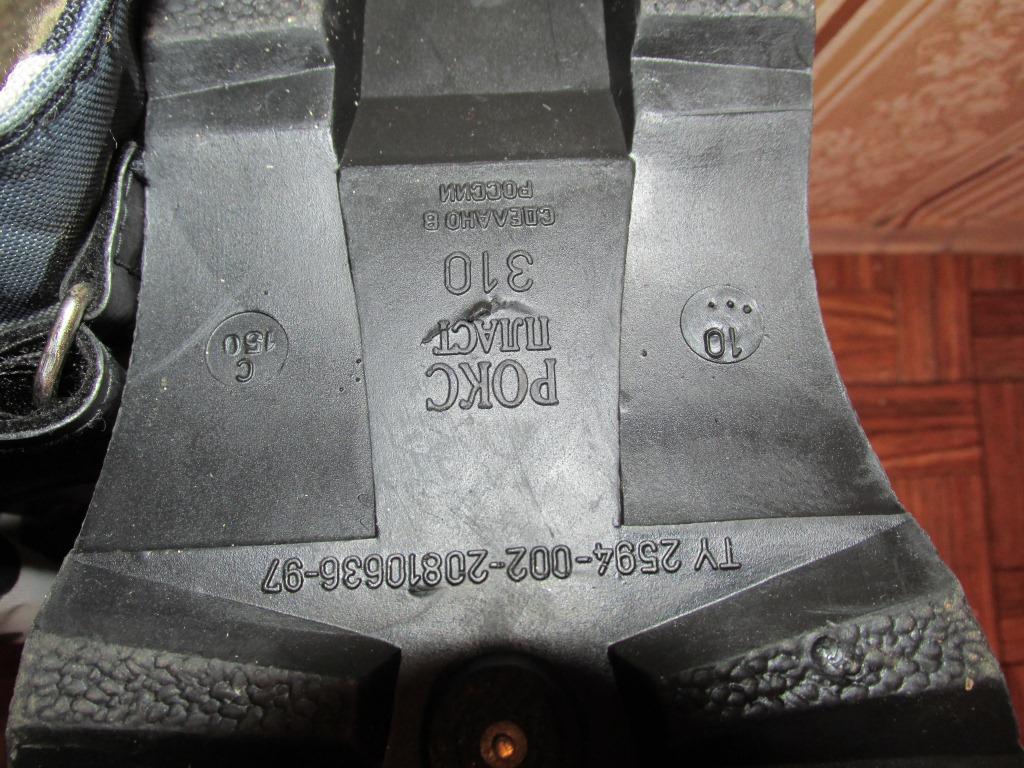 ТУ 2594-002-20810636-97
РОКС
ПЛАСТ
310
СДЕЛАНО В
РОССИИ
10
С
150